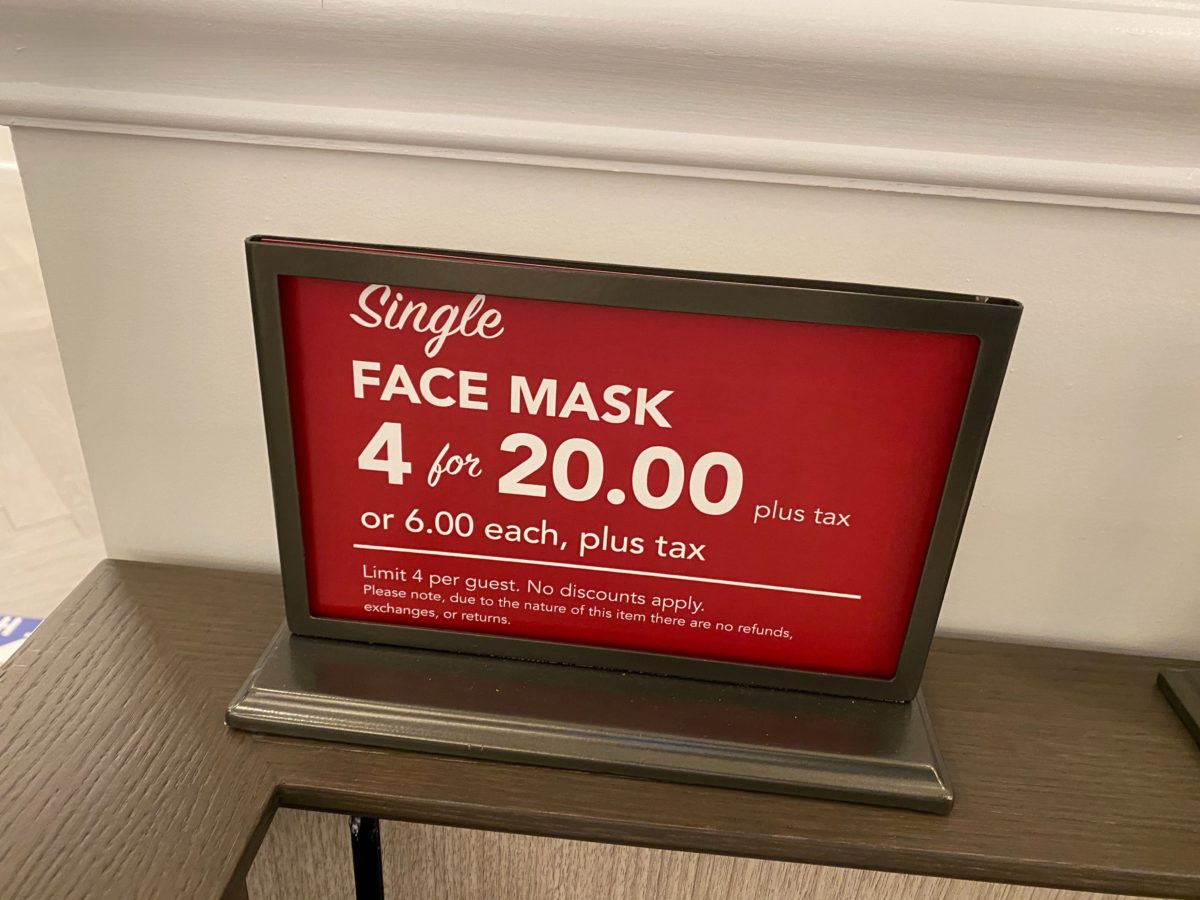 Single
FACE MASK
4 for 20.00 plus tax
or 6.00 each, plus tax
Limit 4 per guest. No discounts apply.
Please note, due to the nature of this item there are no refunds,
exchanges, or returns.